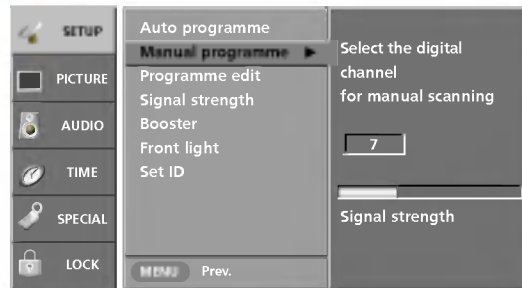 SETUP
PICTURE
AUDIO
TIME
SPECIAL
LOCK
Auto programme
Manual programme
Programme edit
Signal strength
Booster
Front light
Set ID
MENU Prev.
Select the digital
channel
for manual scanning
7
Signal strength